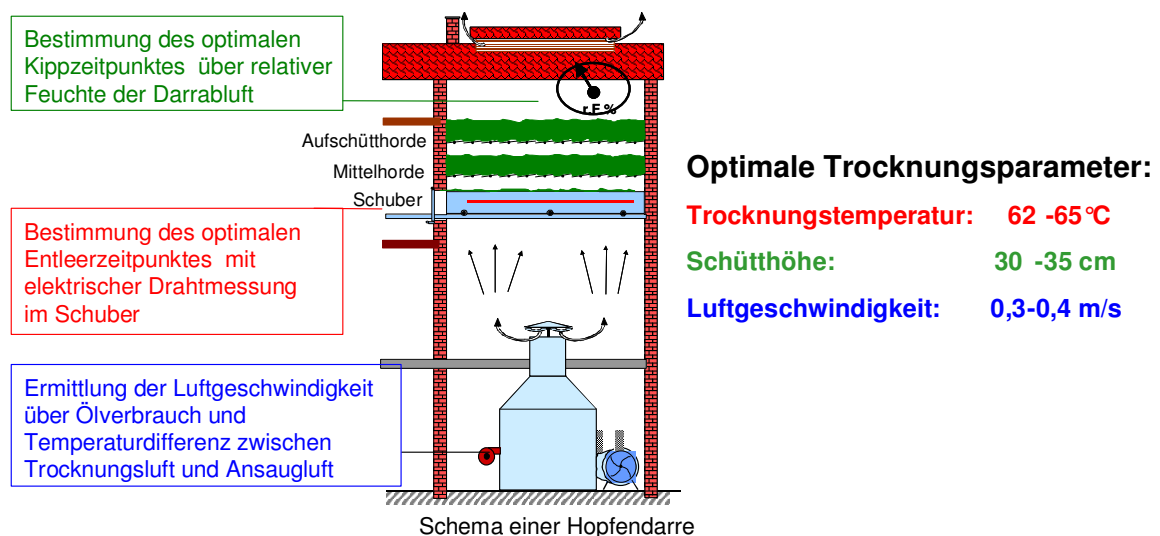 Bestimmung des optimalen
Kippzeitpunktes über relativer
Feuchte der Darrabluft
r.F%
Aufschütthorde
Mittelhorde
Schuber
Bestimmung des optimalen
Entleerzeitpunktes mit
elektrischer Drahtmessung
im Schuber
Ermittlung der Luftgeschwindigkeit
über Ölverbrauch und
Temperaturdifferenz zwischen
Trocknungsluft und Ansaugluft
Schema einer Hopfendarre
Optimale Trocknungsparameter:
Trocknungstemperatur: 62 -65°C
Schütthöhe: 30 -35 cm
Luftgeschwindigkeit: 0,3-0,4 m/s